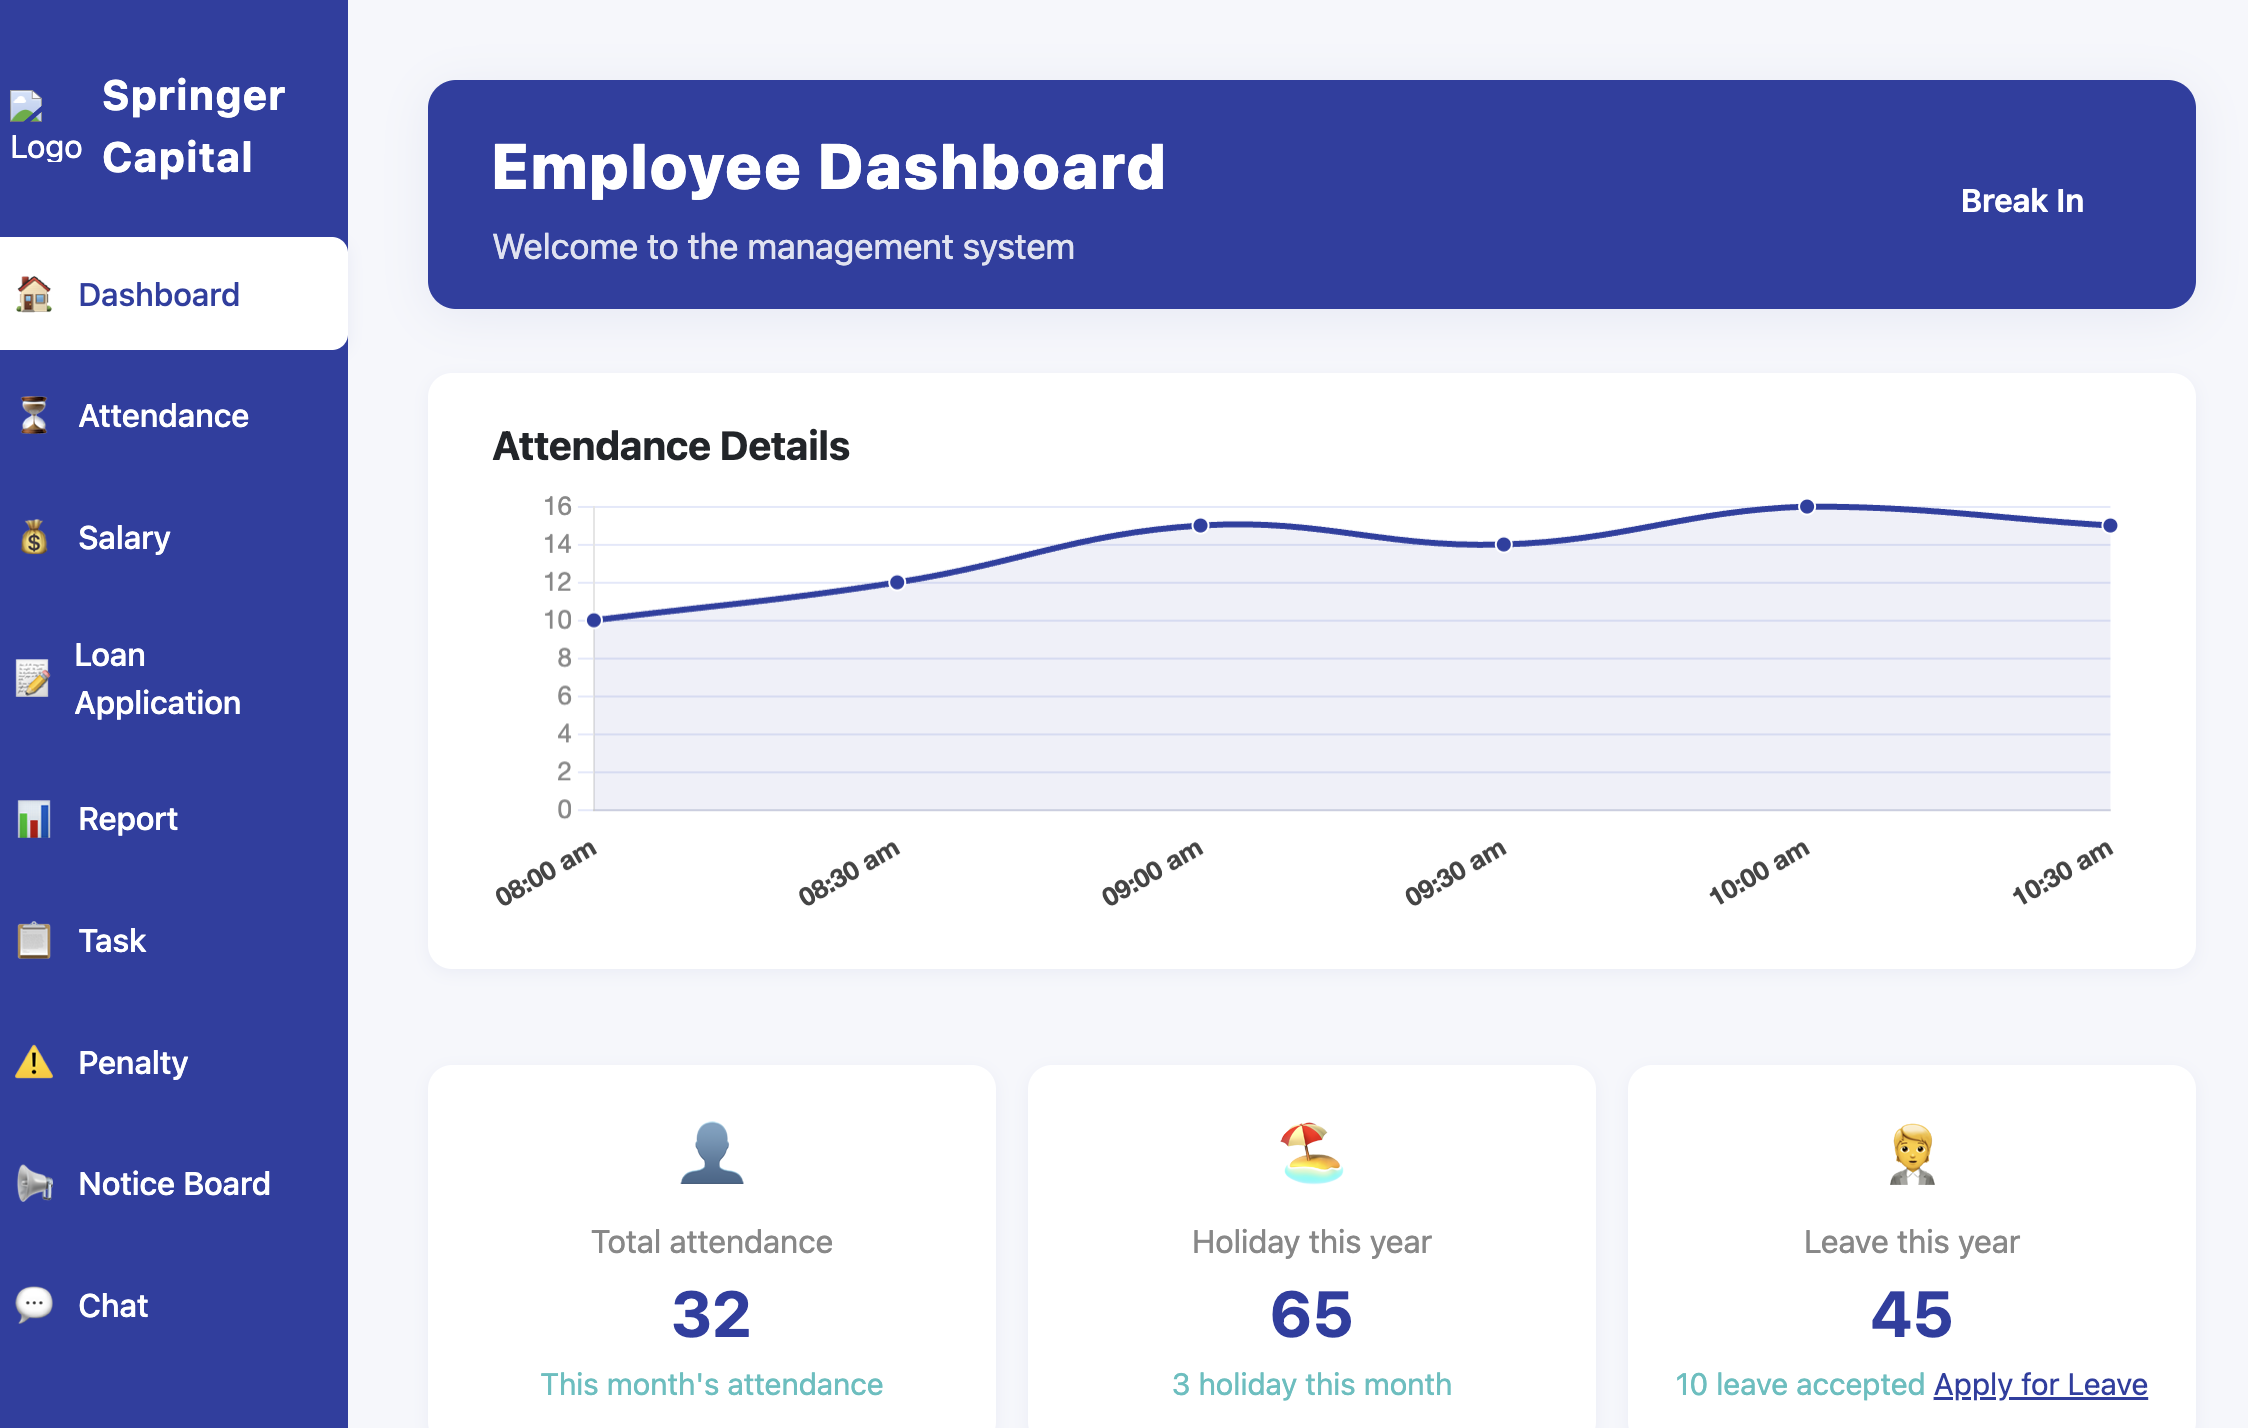 Logo
Springer
Capital
Dashboard
Attendance
Salary
Loan
Application
Report
Task
Penalty
Notice Board
Chat
Employee Dashboard
Welcome to the management system
Break In
Attendance Details
16
14
12
10
8
6
4
2
0
08:00 am
08:30 am
09:00 am
09:30 am
10:00 am
10:30 am
Total attendance
32
This month's attendance
Holiday this year
65
3 holiday this month
Leave this year
45
10 leave accepted Apply for Leave